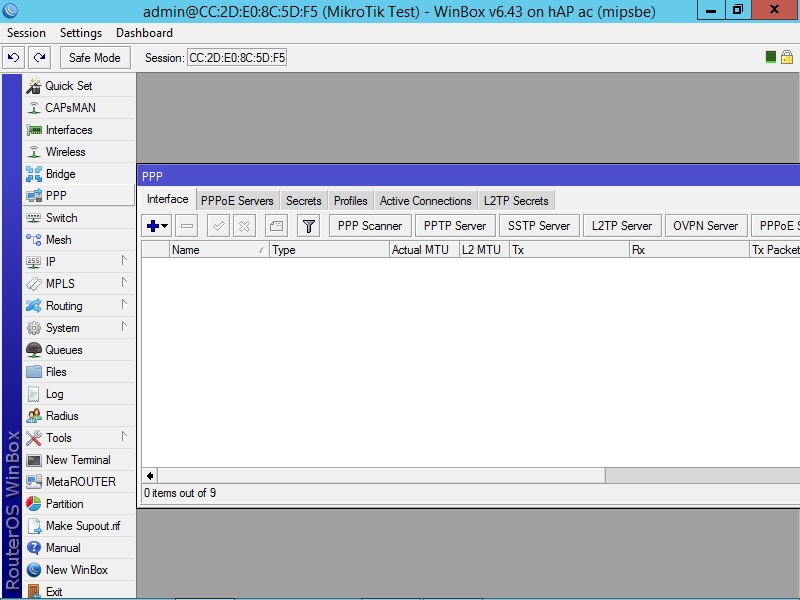 admin@CC:2D:E0:8C:5D:F5 (MikroTik Test) - WinBox v6.43 on hAP ac (mipsbe)
Session Settings Dashboard
Safe Mode Session: CC:2D:E0:8C:5D:F5
Quick Set
CAPsMAN
Interfaces
Wireless
Bridge
PPP
Switch
Mesh
IP
MPLS
Routing
System
Queues
Files
Log
Radius
Tools
New Terminal
MetaROUTER
Partition
Make Supout.rif
Manual
New WinBox
Exit
RouterOS WinBox
PPP
Interface PPPoE Servers Secrets Profiles Active Connections L2TP Secrets
PPP Scanner PPTP Server SSTP Server L2TP Server OVPN Server PPPoE S
Name Type Actual MTU L2 MTU Tx Rx Tx Packet
0 items out of 9